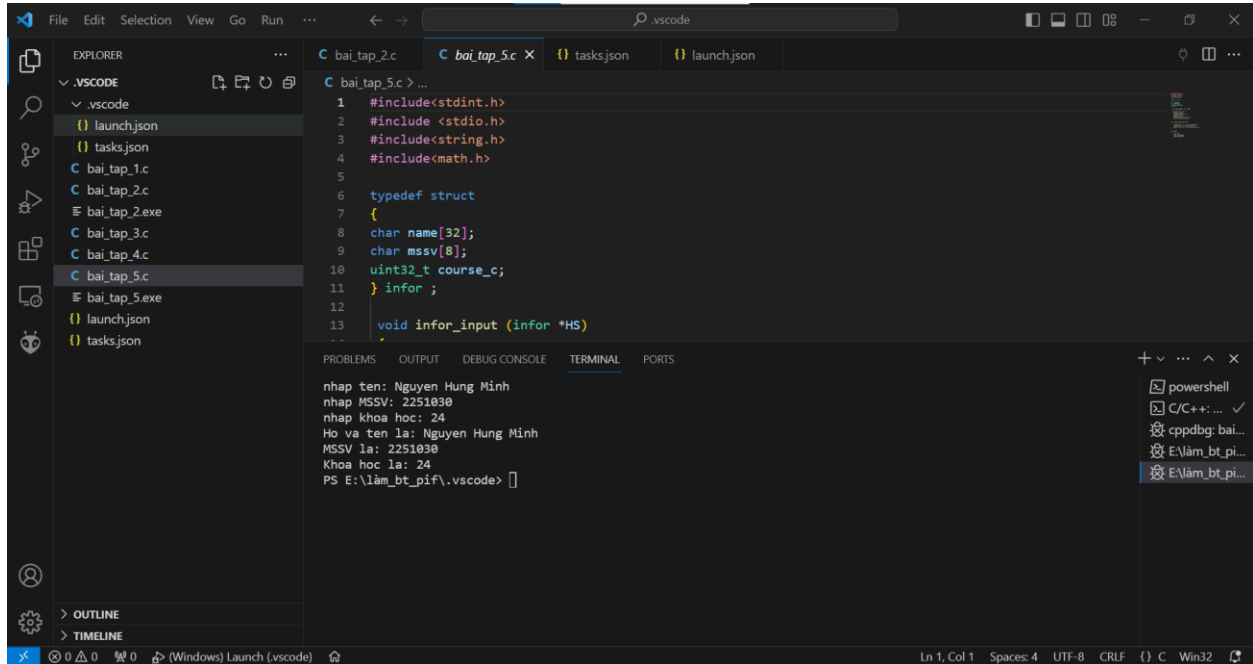 File Edit Selection View Go Run ··· ← → .vscode
EXPLORER ···
.VSCODE
.vscode
{} launch.json
{} tasks.json
C bai_tap_1.c
C bai_tap_2.c
bai_tap_2.exe
C bai_tap_3.c
C bai_tap_4.c
C bai_tap_5.c
bai_tap_5.exe
{} launch.json
{} tasks.json
OUTLINE
TIMELINE
C bai_tap_2.c C bai_tap_5.c × {} tasks.json {} launch.json
C bai_tap_5.c > ...
1 #include<stdint.h>
2 #include <stdio.h>
3 #include<string.h>
4 #include<math.h>
5
6 typedef struct
7 {
8 char name[32];
9 char mssv[8];
10 uint32_t course_c;
11 } infor ;
12
13 void infor_input (infor *HS)
PROBLEMS OUTPUT DEBUG CONSOLE TERMINAL PORTS
nhap ten: Nguyen Hung Minh
nhap MSSV: 2251030
nhap khoa hoc: 24
Ho va ten la: Nguyen Hung Minh
MSSV la: 2251030
Khoa hoc la: 24
PS E:\làm_bt_pif\.vscode>
powershell
C/C++: ...
cppdbg: bai...
E:\làm_bt_pi...
E:\làm_bt_pi...
0 0 0 (Windows) Launch (.vscode) Ln 1, Col 1 Spaces: 4 UTF-8 CRLF {} C Win32